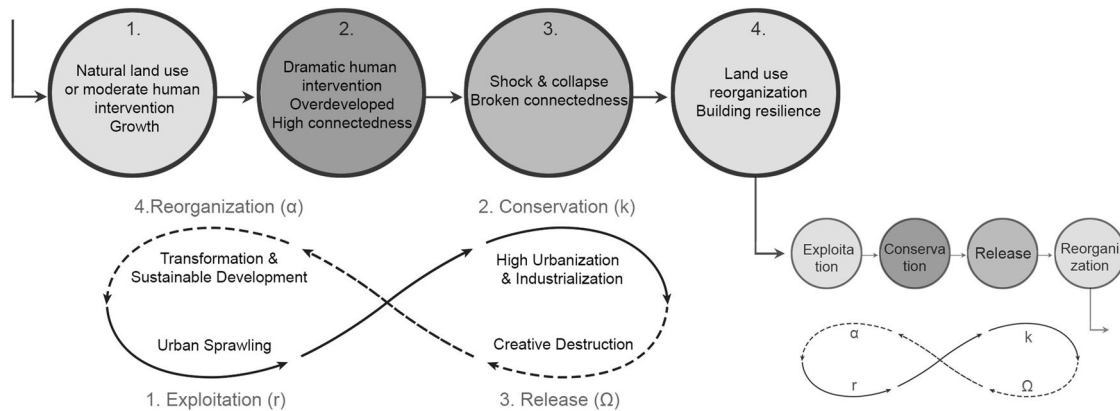 1.
Natural land use
or moderate human
intervention
Growth
2.
Dramatic human
intervention
Overdeveloped
High connectedness
3.
Shock & collapse
Broken connectedness
4.
Land use
reorganization
Building resilience
4.Reorganization (α)
2. Conservation (k)
Transformation &
Sustainable Development
High Urbanization
& Industrialization
Urban Sprawling
Creative Destruction
1. Exploitation (r)
3. Release (Ω)
Exploita
tion
Conserva
tion
Release
Reorgani
zation
α
k
r
Ω